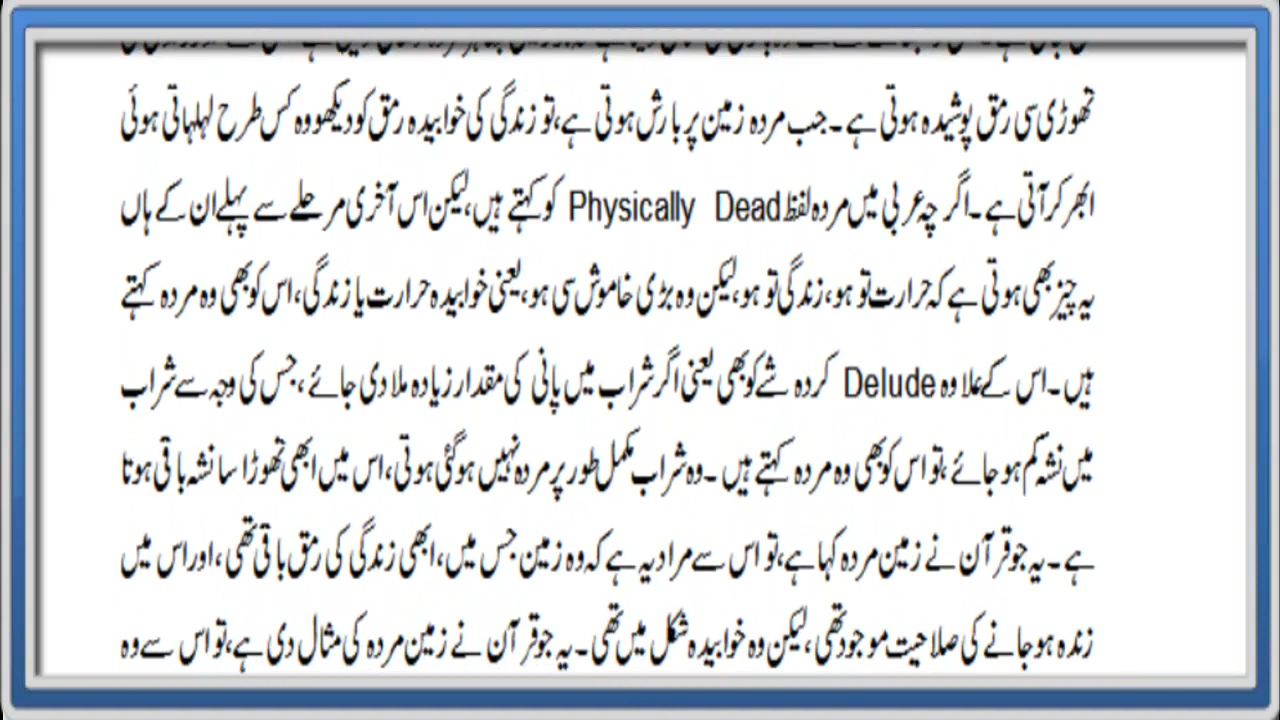 تھوڑی سی رمق پوشیدہ ہوتی ہے۔ جب مردہ زمین پر بارش ہوتی ہے، تو زندگی کی خوابیدہ رمق کو دیکھو وہ کس طرح لہلہاتی ہوئی
ابھر کر آتی ہے۔ اگر چہ عربی میں مردہ لفظ Physically Dead کو کہتے ہیں، لیکن اس آخری مرحلے سے پہلے ان کے ہاں
یہ چیز بھی ہوتی ہے کہ حرارت تو ہو، زندگی تو ہو، لیکن وہ بڑی خاموش سی ہو، یعنی خوابیدہ حرارت یا زندگی، اس کو بھی وہ مردہ کہتے
ہیں۔ اس کے علاوہ Delude کردہ شے کو بھی یعنی اگر شراب میں پانی کی مقدار زیادہ ملا دی جائے، جس کی وجہ سے شراب
میں نشہ کم ہو جائے، تو اس کو بھی وہ مردہ کہتے ہیں۔ وہ شراب مکمل طور پر مردہ نہیں ہوگئی ہوتی، اس میں ابھی تھوڑا سا نشہ باقی ہوتا
ہے۔ یہ جو قرآن نے زمین مردہ کہا ہے، تو اس سے مراد یہ ہے کہ وہ زمین جس میں، ابھی زندگی کی رمق باقی تھی، اور اس میں
زندہ ہو جانے کی صلاحیت موجود تھی، لیکن وہ خوابیدہ شکل میں تھی۔ یہ جو قرآن نے زمین مردہ کی مثال دی ہے، تو اس سے وہ